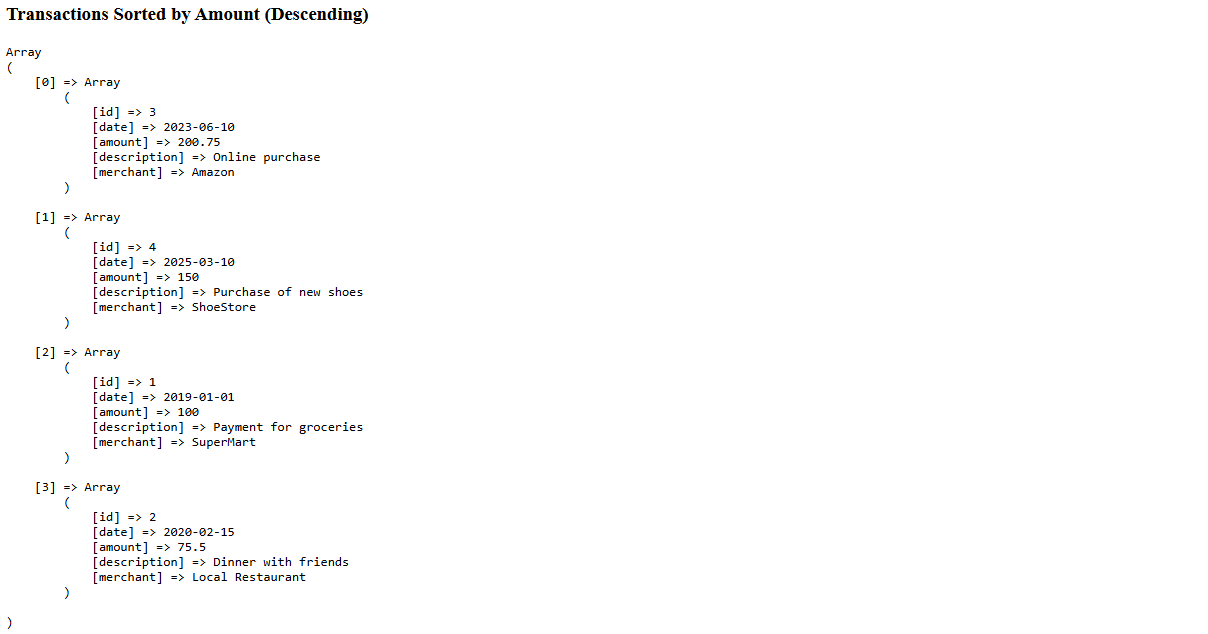 Transactions Sorted by Amount (Descending)
Array
(
    [0] => Array
        (
            [id] => 3
            [date] => 2023-06-10
            [amount] => 200.75
            [description] => Online purchase
            [merchant] => Amazon
        )
    [1] => Array
        (
            [id] => 4
            [date] => 2025-03-10
            [amount] => 150
            [description] => Purchase of new shoes
            [merchant] => ShoeStore
        )
    [2] => Array
        (
            [id] => 1
            [date] => 2019-01-01
            [amount] => 100
            [description] => Payment for groceries
            [merchant] => SuperMart
        )
    [3] => Array
        (
            [id] => 2
            [date] => 2020-02-15
            [amount] => 75.5
            [description] => Dinner with friends
            [merchant] => Local Restaurant
        )
)